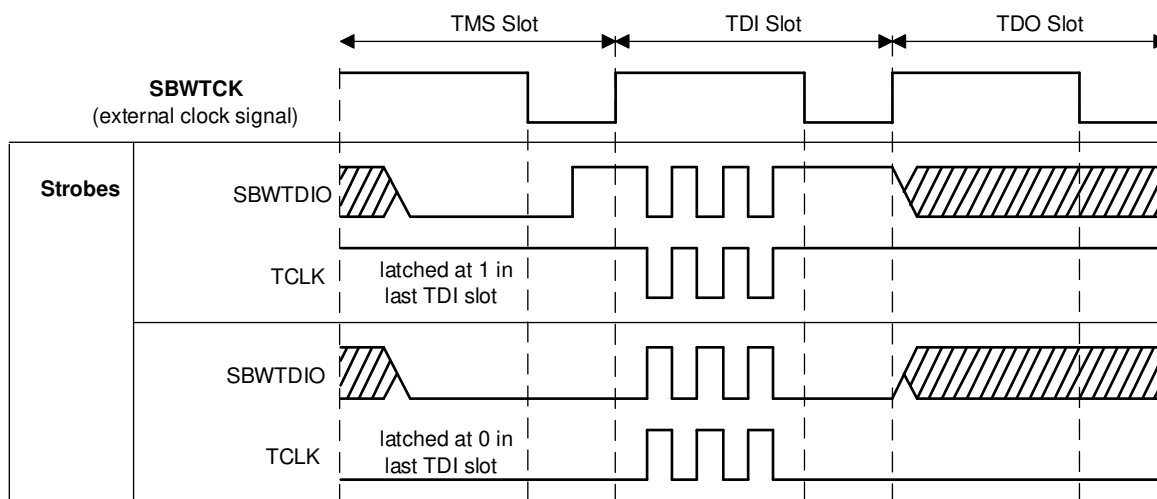 TMS Slot
TDI Slot
TDO Slot
SBWTCK
(external clock signal)
Strobes
SBWTDIO
TCLK
latched at 1 in
last TDI slot
SBWTDIO
TCLK
latched at 0 in
last TDI slot